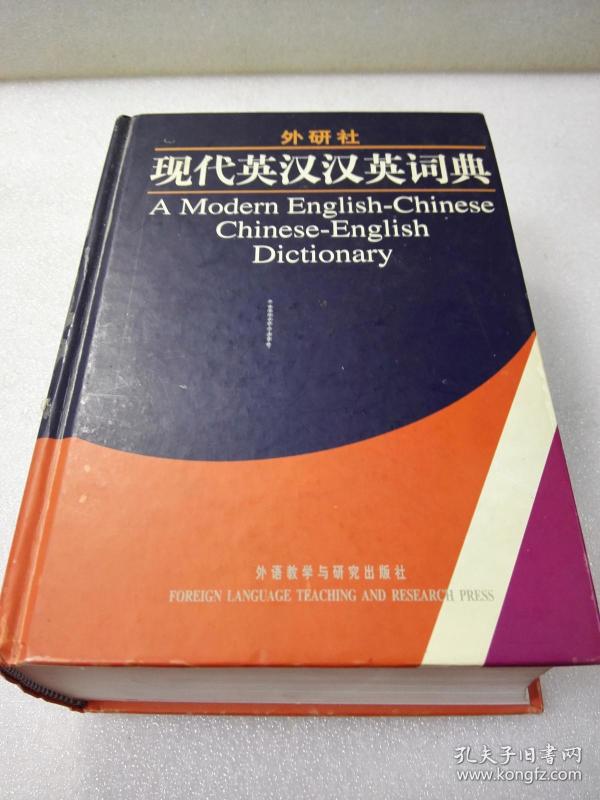 外研社
现代英汉汉英词典
A Modern English-Chinese
Chinese-English
Dictionary
外语教学与研究出版社
FOREIGN LANGUAGE TEACHING AND RESEARCH PRESS
孔夫子旧书网
www.kongfz.com